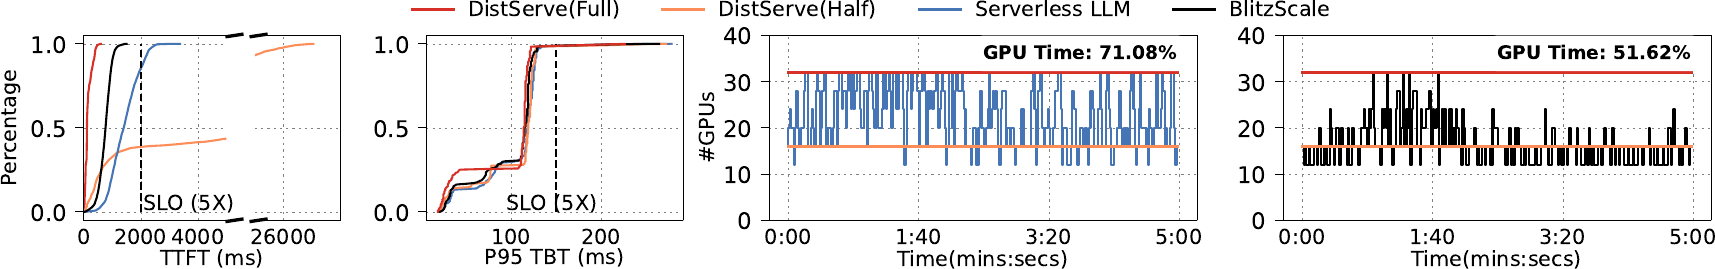 DistServe(Full) DistServe(Half) Serverless LLM BlitzScale
Percentage
1.0
0.5
0.0
SLO (5X)
0 2000 4000 26000
TTFT (ms)
1.0
0.5
0.0
SLO (5X)
100 200
P95 TBT (ms)
#GPUs
40
30
20
10
0
GPU Time: 71.08%
0:00 1:40 3:20 5:00
Time(mins:secs)
40
30
20
10
0
GPU Time: 51.62%
0:00 1:40 3:20 5:00
Time(mins:secs)